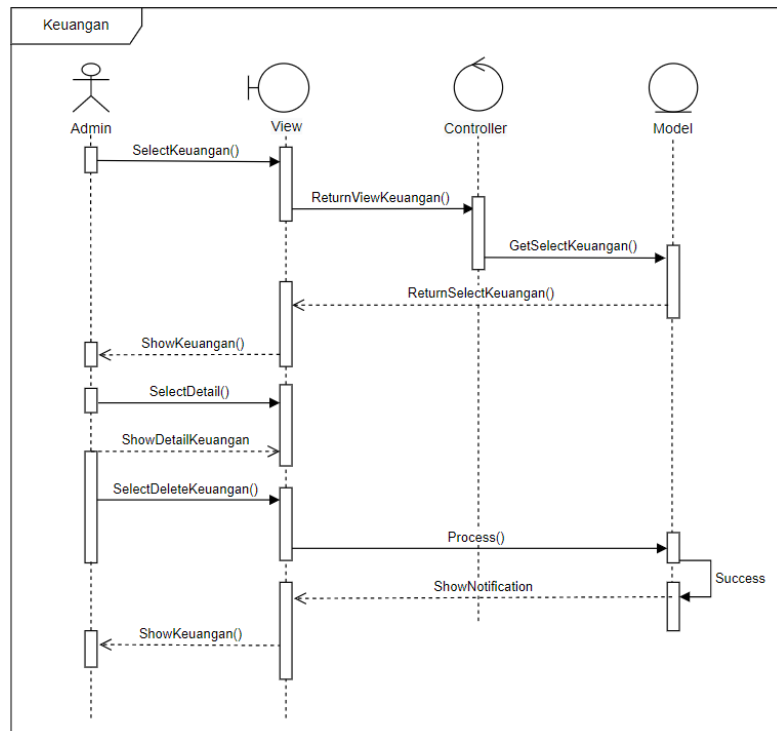 Keuangan
Admin
View
Controller
Model
SelectKeuangan()
ReturnViewKeuangan()
GetSelectKeuangan()
ReturnSelectKeuangan()
ShowKeuangan()
SelectDetail()
ShowDetailKeuangan
SelectDeleteKeuangan()
Process()
Success
ShowNotification
ShowKeuangan()